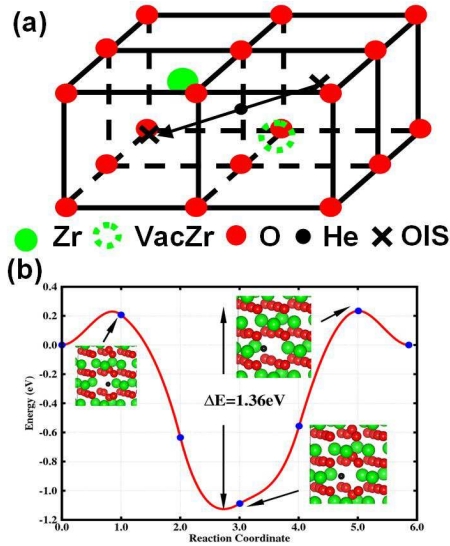 (a)
Zr VacZr O He OIS
(b)
0.4
0.2
0.0
-0.2
-0.4
-0.6
-0.8
-1.0
-1.2
Energy (eV)
ΔE=1.36eV
0.0 1.0 2.0 3.0 4.0 5.0 6.0
Reaction Coordinate